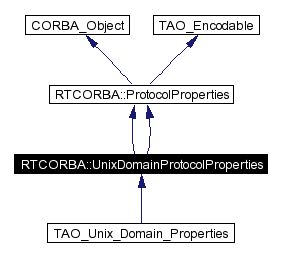 CORBA_Object
TAO_Encodable
RTCORBA::ProtocolProperties
RTCORBA::UnixDomainProtocolProperties
TAO_Unix_Domain_Properties